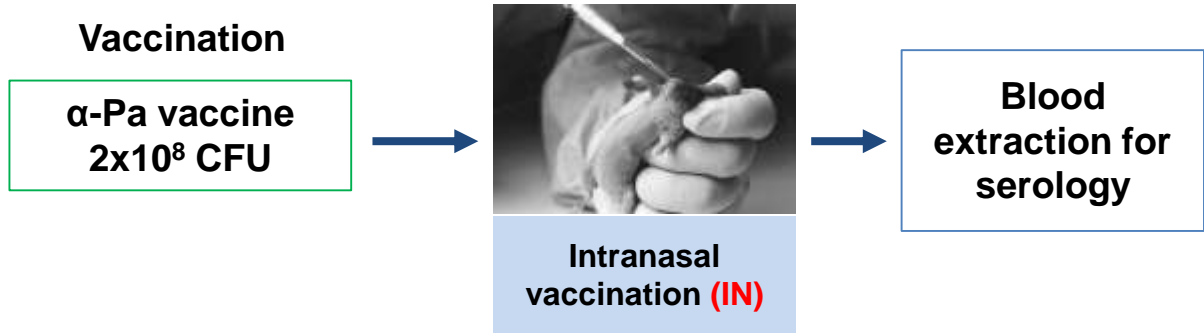 Vaccination
α-Pa vaccine
2x10⁸ CFU
Intranasal
vaccination (IN)
Blood
extraction for
serology